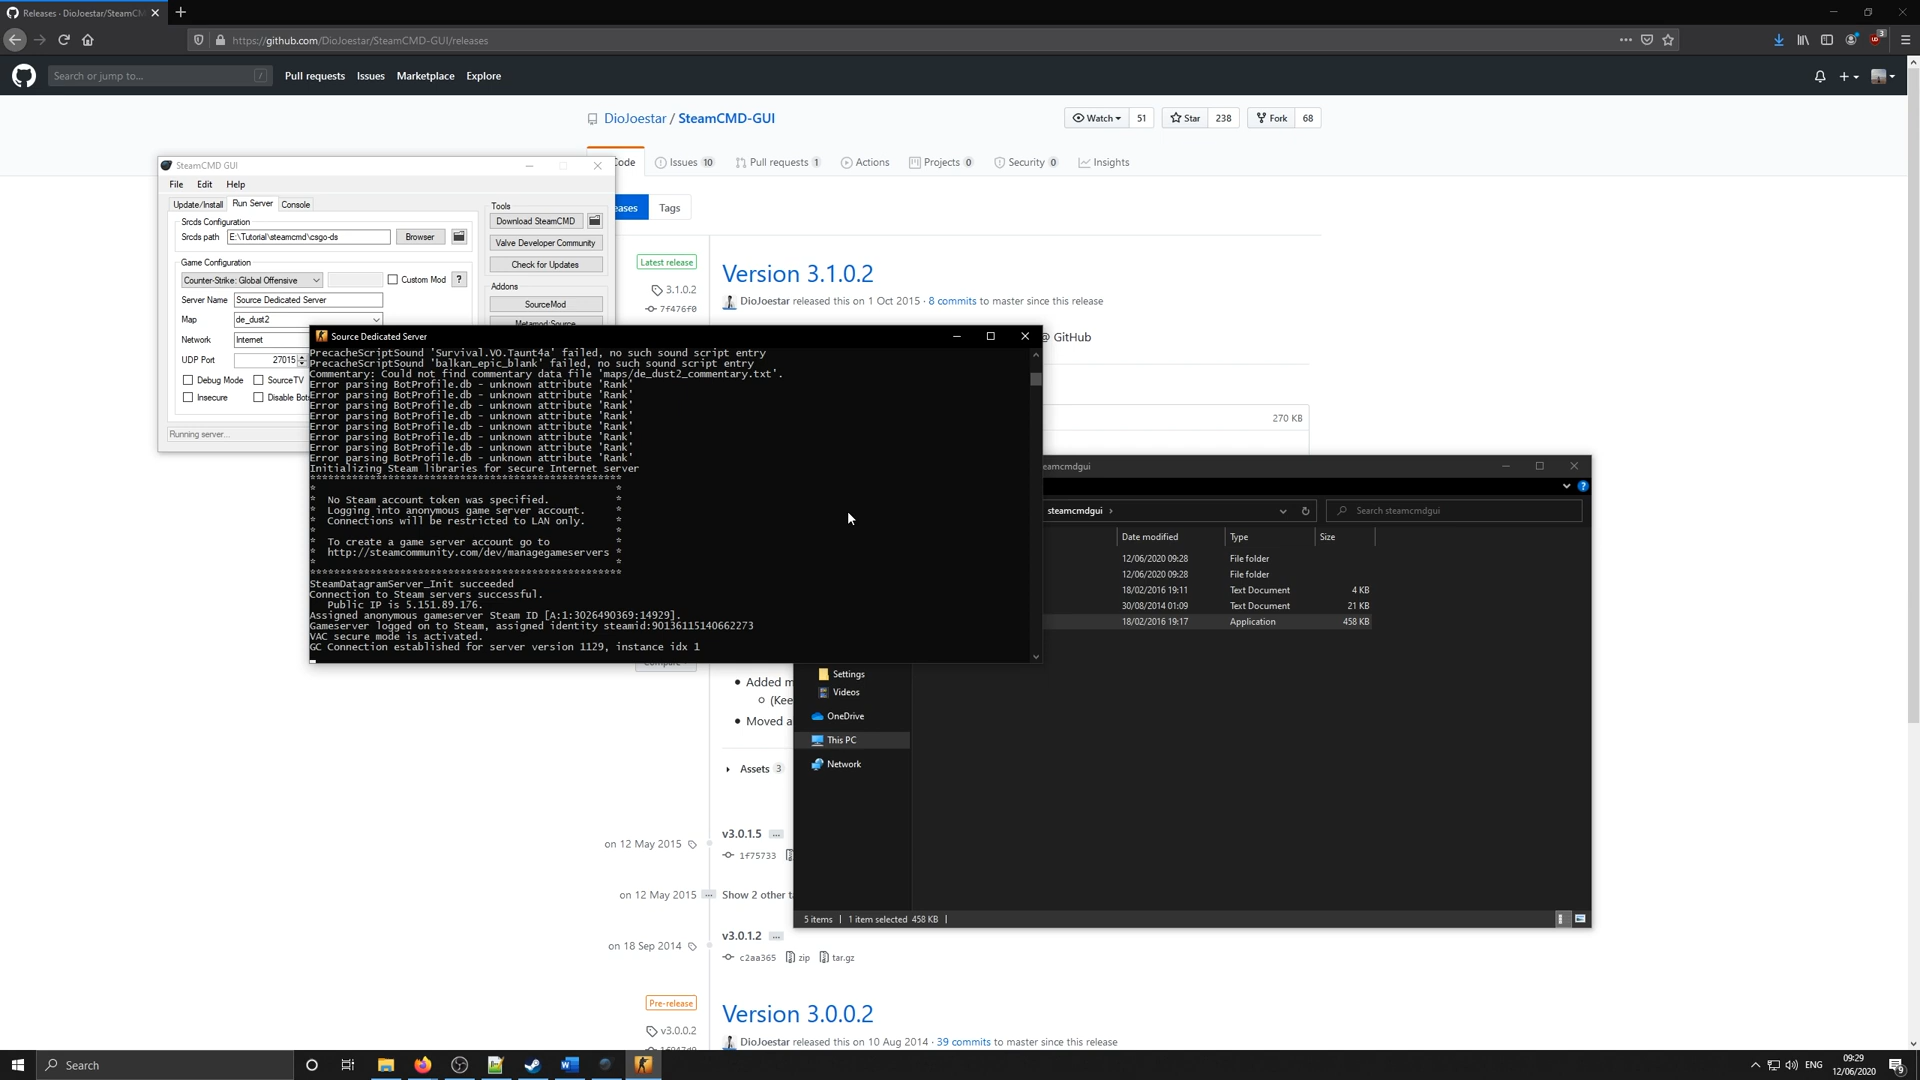 Releases · DioJoestar/SteamCM
https://github.com/DioJoestar/SteamCMD-GUI/releases
3
Search or jump to...
/
Pull requests
Issues
Marketplace
Explore
DioJoestar / SteamCMD-GUI
Watch
51
Star
238
Fork
68
Code
Issues 10
Pull requests 1
Actions
Projects 0
Security 0
Insights
eases
Tags
SteamCMD GUI
File Edit Help
Update/Install Run Server Console
Srcds Configuration
Srcds path E:\Tutorial\steamcmd\csgo-ds Browser
Game Configuration
Counter-Strike: Global Offensive Custom Mod ?
Server Name Source Dedicated Server
Map de_dust2
Network Internet
UDP Port 27015
Debug Mode SourceTV
Insecure Disable Bot
Running server...
Tools
Download SteamCMD
Valve Developer Community
Check for Updates
Addons
SourceMod
Metamod:Source
Latest release
3.1.0.2
7f476f0
Version 3.1.0.2
DioJoestar released this on 1 Oct 2015 · 8 commits to master since this release
@ GitHub
270 KB
Source Dedicated Server
PrecacheScriptSound 'Survival.VO.Taunt4a' failed, no such sound script entry
PrecacheScriptSound 'balkan_epic_blank' failed, no such sound script entry
Commentary: Could not find commentary data file 'maps/de_dust2_commentary.txt'.
Error parsing BotProfile.db - unknown attribute 'Rank'
Error parsing BotProfile.db - unknown attribute 'Rank'
Error parsing BotProfile.db - unknown attribute 'Rank'
Error parsing BotProfile.db - unknown attribute 'Rank'
Error parsing BotProfile.db - unknown attribute 'Rank'
Error parsing BotProfile.db - unknown attribute 'Rank'
Error parsing BotProfile.db - unknown attribute 'Rank'
Error parsing BotProfile.db - unknown attribute 'Rank'
Initializing Steam libraries for secure Internet server
****************************************************
* *
* No Steam account token was specified. *
* Logging into anonymous game server account. *
* Connections will be restricted to LAN only. *
* *
* To create a game server account go to *
* http://steamcommunity.com/dev/managegameservers *
* *
****************************************************
SteamDatagramServer_Init succeeded
Connection to Steam servers successful.
Public IP is 5.151.89.176.
Assigned anonymous gameserver Steam ID [A:1:3026490369:14929].
Gameserver logged on to Steam, assigned identity steamid:90136115140662273
VAC secure mode is activated.
GC Connection established for server version 1129, instance idx 1
eamcmdgui
steamcmdgui
Search steamcmdgui
Date modified Type Size
12/06/2020 09:28 File folder
12/06/2020 09:28 File folder
18/02/2016 19:11 Text Document 4 KB
30/08/2014 01:09 Text Document 21 KB
18/02/2016 19:17 Application 458 KB
Settings
Videos
OneDrive
This PC
Network
5 items 1 item selected 458 KB
Compare
Added m
(Kee
Moved a
Assets 3
on 12 May 2015
v3.0.1.5 ...
1f75733
on 12 May 2015 ... Show 2 other t
on 18 Sep 2014
v3.0.1.2 ...
c2aa365 zip tar.gz
Pre-release
v3.0.0.2
Version 3.0.0.2
DioJoestar released this on 10 Aug 2014 · 39 commits to master since this release
Search
ENG
09:29
12/06/2020
9